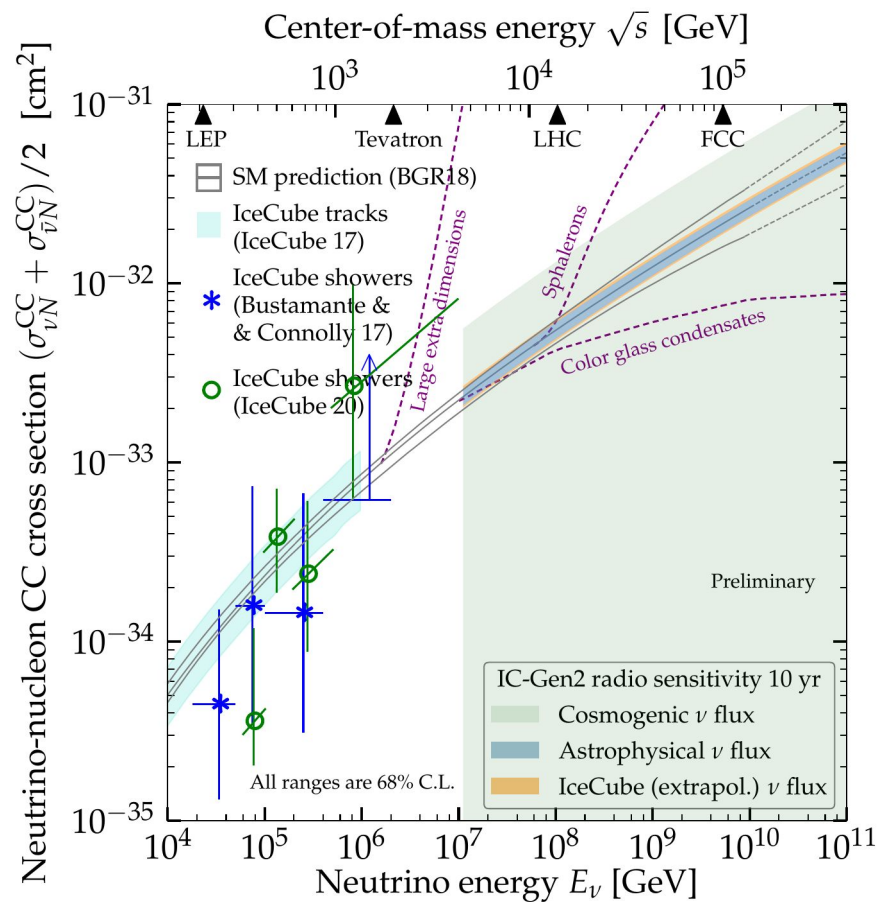 Center-of-mass energy √s [GeV]
10³ 10⁴ 10⁵
LEP Tevatron LHC FCC
10⁻³¹
10⁻³²
10⁻³³
10⁻³⁴
10⁻³⁵
Neutrino-nucleon CC cross section (σ^CC_νN + σ^CC_ν̄N)/2 [cm²]
SM prediction (BGR18)
IceCube tracks
(IceCube 17)
IceCube showers
(Bustamante &
& Connolly 17)
IceCube showers
(IceCube 20)
Large extra dimensions
Sphalerons
Color glass condensates
Preliminary
All ranges are 68% C.L.
IC-Gen2 radio sensitivity 10 yr
Cosmogenic ν flux
Astrophysical ν flux
IceCube (extrapol.) ν flux
10⁴ 10⁵ 10⁶ 10⁷ 10⁸ 10⁹ 10¹⁰ 10¹¹
Neutrino energy E_ν [GeV]